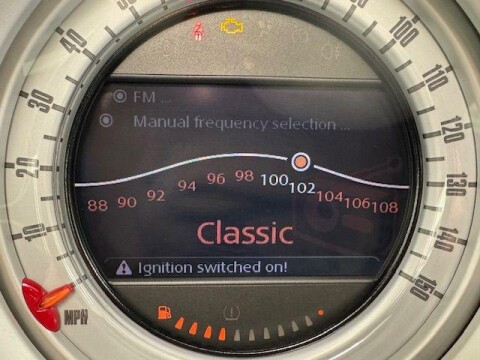 FM ...
Manual frequency selection ...
88 90 92 94 96 98 100 102 104 106 108
Classic
Ignition switched on!
10
20
30
40
100
110
120
130
140
150
MPH